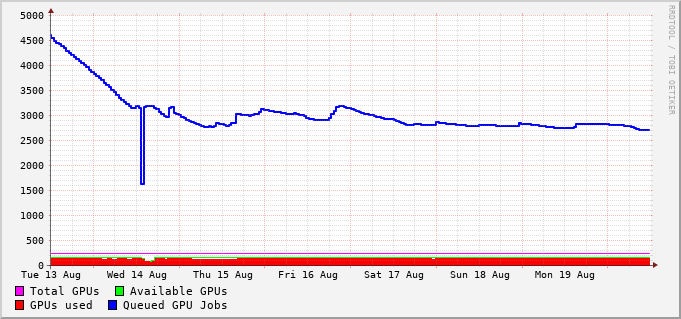 5000
4500
4000
3500
3000
2500
2000
1500
1000
500
0
Tue 13 Aug Wed 14 Aug Thu 15 Aug Fri 16 Aug Sat 17 Aug Sun 18 Aug Mon 19 Aug
Total GPUs Available GPUs
GPUs used Queued GPU Jobs
RRDTOOL / TOBI OETIKER